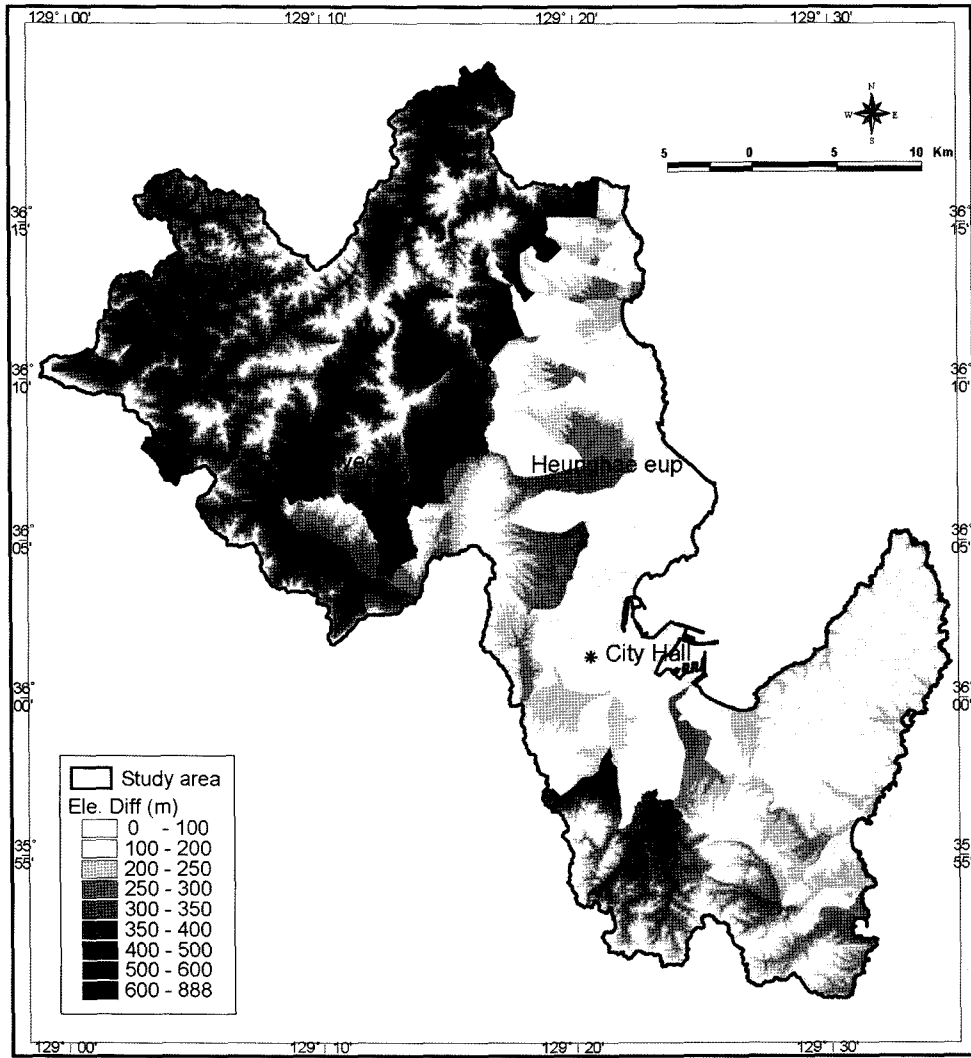 129° 00' 129° 10' 129° 20' 129° 30'
N
W E
S
5 0 5 10 Km
36° 15' 36° 15'
36° 10' 36° 10'
Heunghae eup
36° 05' 36° 05'
City Hall
36° 00' 36° 00'
35° 55' 35° 55'
Study area
Ele. Diff (m)
0 - 100
100 - 200
200 - 250
250 - 300
300 - 350
350 - 400
400 - 500
500 - 600
600 - 888
129° 00' 129° 10' 129° 20' 129° 30'